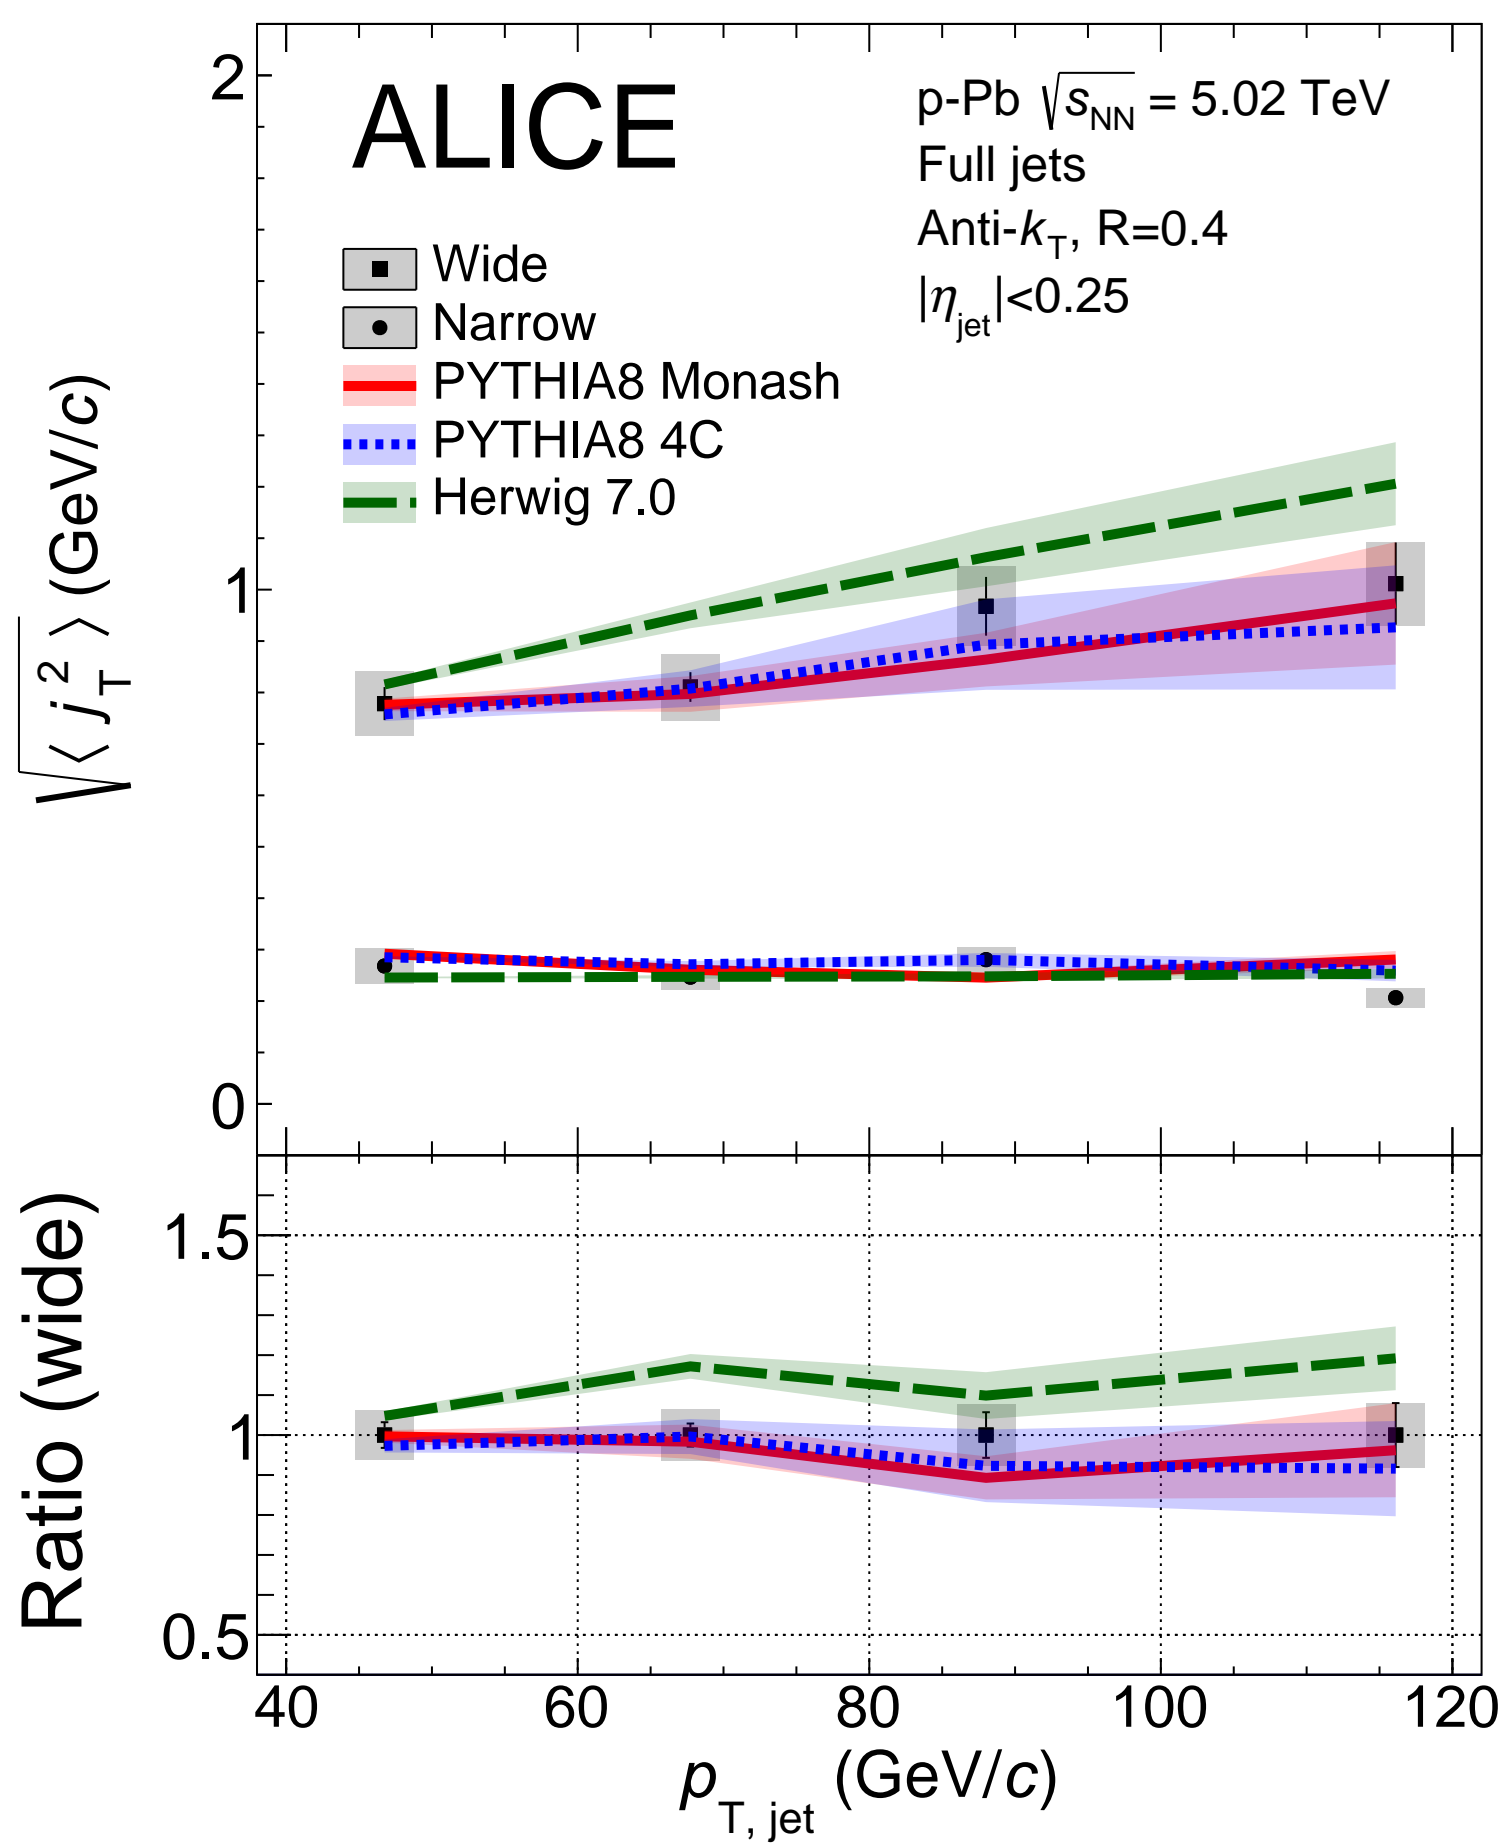 ALICE
p-Pb √s_NN = 5.02 TeV
Full jets
Anti-k_T, R=0.4
|η_jet|<0.25
Wide
Narrow
PYTHIA8 Monash
PYTHIA8 4C
Herwig 7.0
√⟨ j_T^2 ⟩ (GeV/c)
2
1
0
Ratio (wide)
1.5
1
0.5
40 60 80 100 120
p_T, jet (GeV/c)